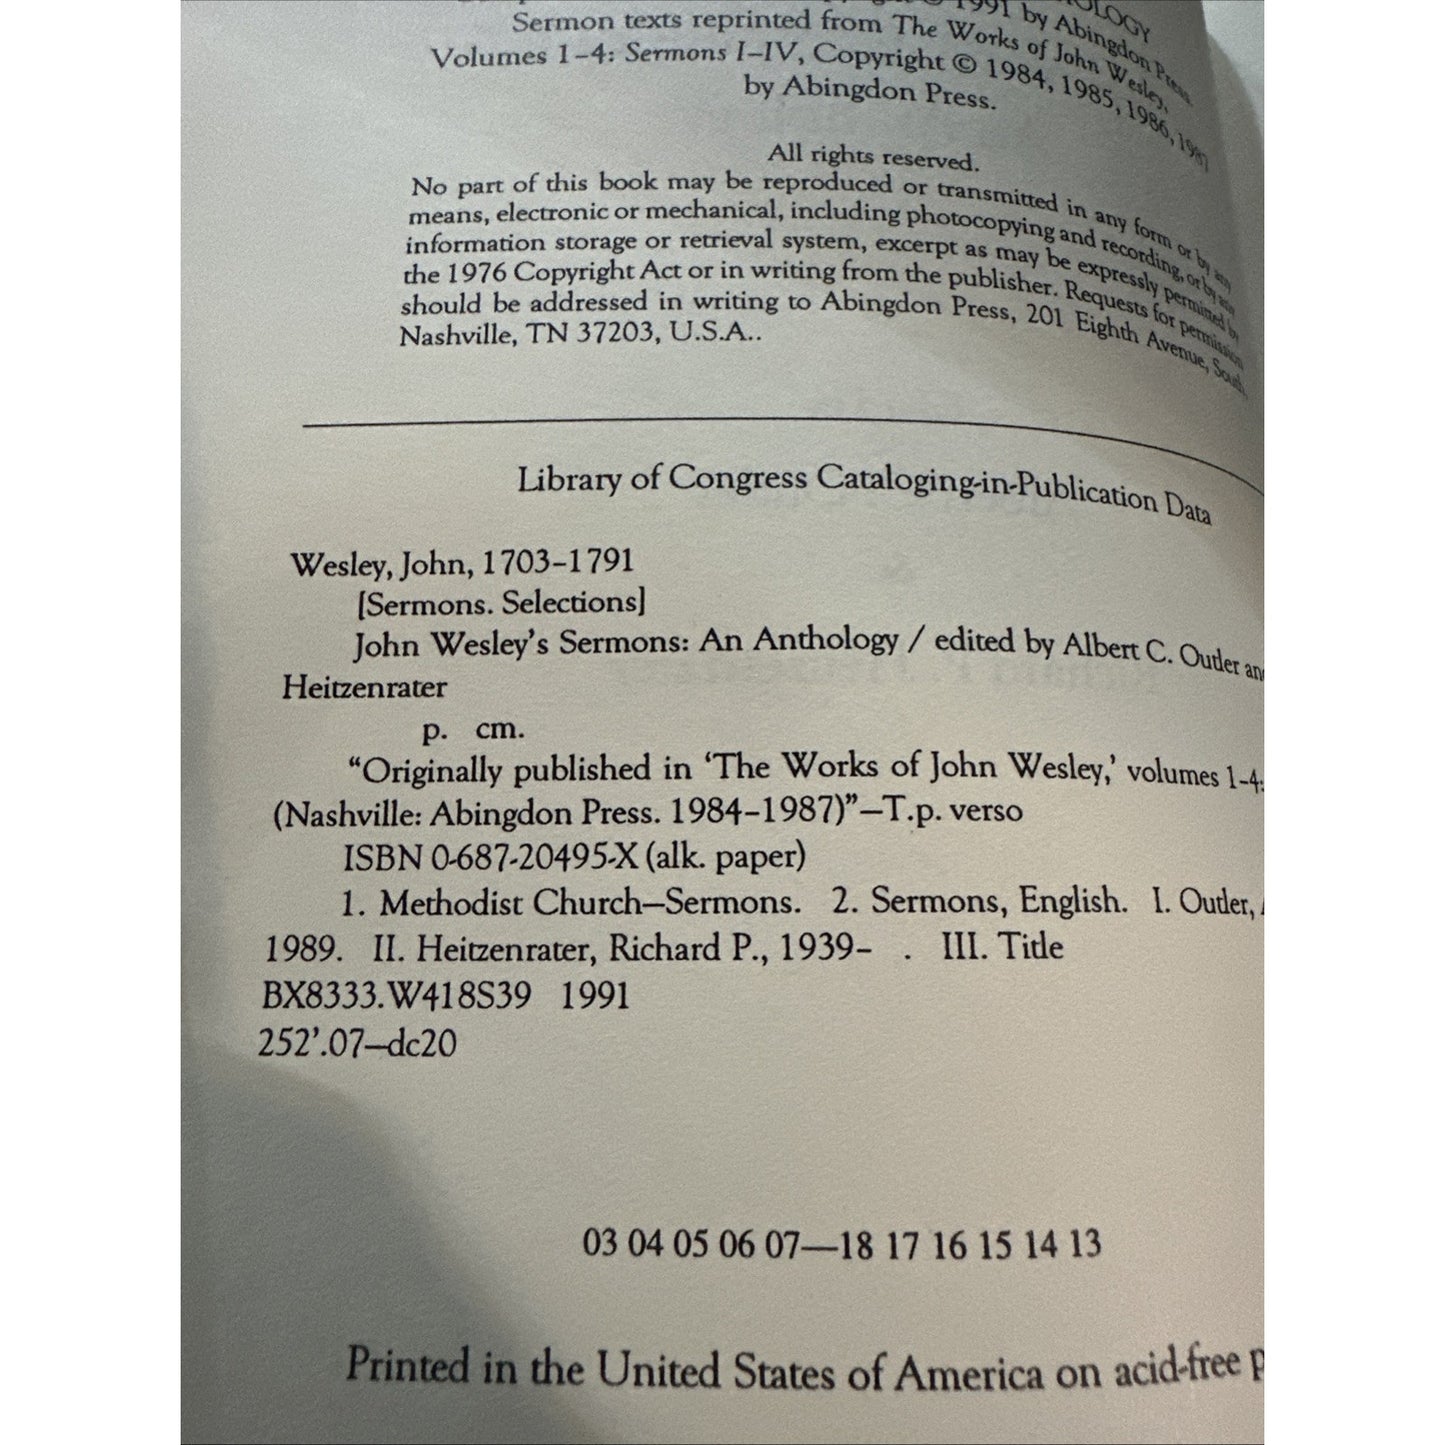 1991 by Abingdon Press.
Sermon texts reprinted from The Works of John Wesley,
Volumes 1–4: Sermons I–IV, Copyright © 1984, 1985, 1986, 1987
by Abingdon Press.
All rights reserved.
No part of this book may be reproduced or transmitted in any form or by any
means, electronic or mechanical, including photocopying and recording, or by any
information storage or retrieval system, excerpt as may be expressly permitted by
the 1976 Copyright Act or in writing from the publisher. Requests for permission
should be addressed in writing to Abingdon Press, 201 Eighth Avenue, South,
Nashville, TN 37203, U.S.A..
Library of Congress Cataloging-in-Publication Data
Wesley, John, 1703–1791
[Sermons. Selections]
John Wesley's Sermons: An Anthology / edited by Albert C. Outler an
Heitzenrater
p. cm.
“Originally published in ‘The Works of John Wesley,’ volumes 1-4:
(Nashville: Abingdon Press. 1984–1987)”—T.p. verso
ISBN 0-687-20495-X (alk. paper)
1. Methodist Church—Sermons. 2. Sermons, English. I. Outler,
1989. II. Heitzenrater, Richard P., 1939– . III. Title
BX8333.W418S39 1991
252'.07—dc20
03 04 05 06 07—18 17 16 15 14 13
Printed in the United States of America on acid-free p